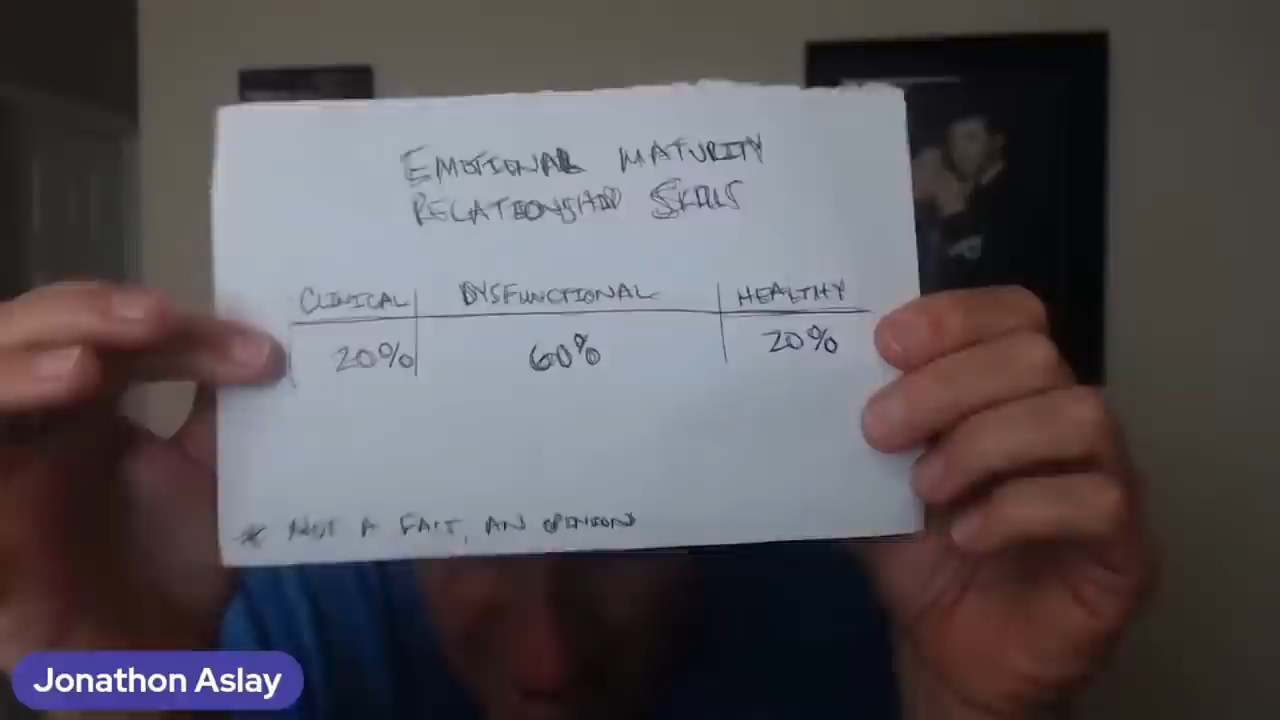 EMOTIONAL MATURITY
RELATIONSHIP SKILLS
CLINICAL DYSFUNCTIONAL HEALTHY
20% 60% 20%
* NOT A FACT, AN OPINION
Jonathon Aslay